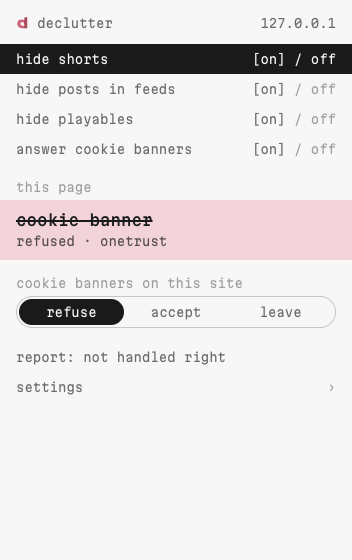 d declutter 127.0.0.1
hide shorts [on] / off
hide posts in feeds [on] / off
hide playables [on] / off
answer cookie banners [on] / off
this page
cookie banner
refused · onetrust
cookie banners on this site
refuse accept leave
report: not handled right
settings ›